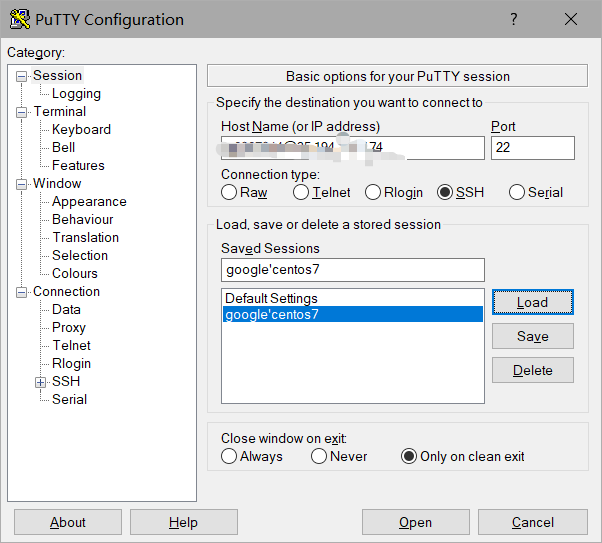 PuTTY Configuration
Category:
Session
Logging
Terminal
Keyboard
Bell
Features
Window
Appearance
Behaviour
Translation
Selection
Colours
Connection
Data
Proxy
Telnet
Rlogin
SSH
Serial
Basic options for your PuTTY session
Specify the destination you want to connect to
Host Name (or IP address) Port
22
Connection type:
Raw Telnet Rlogin SSH Serial
Load, save or delete a stored session
Saved Sessions
google'centos7
Default Settings
google'centos7
Load
Save
Delete
Close window on exit:
Always Never Only on clean exit
About Help Open Cancel